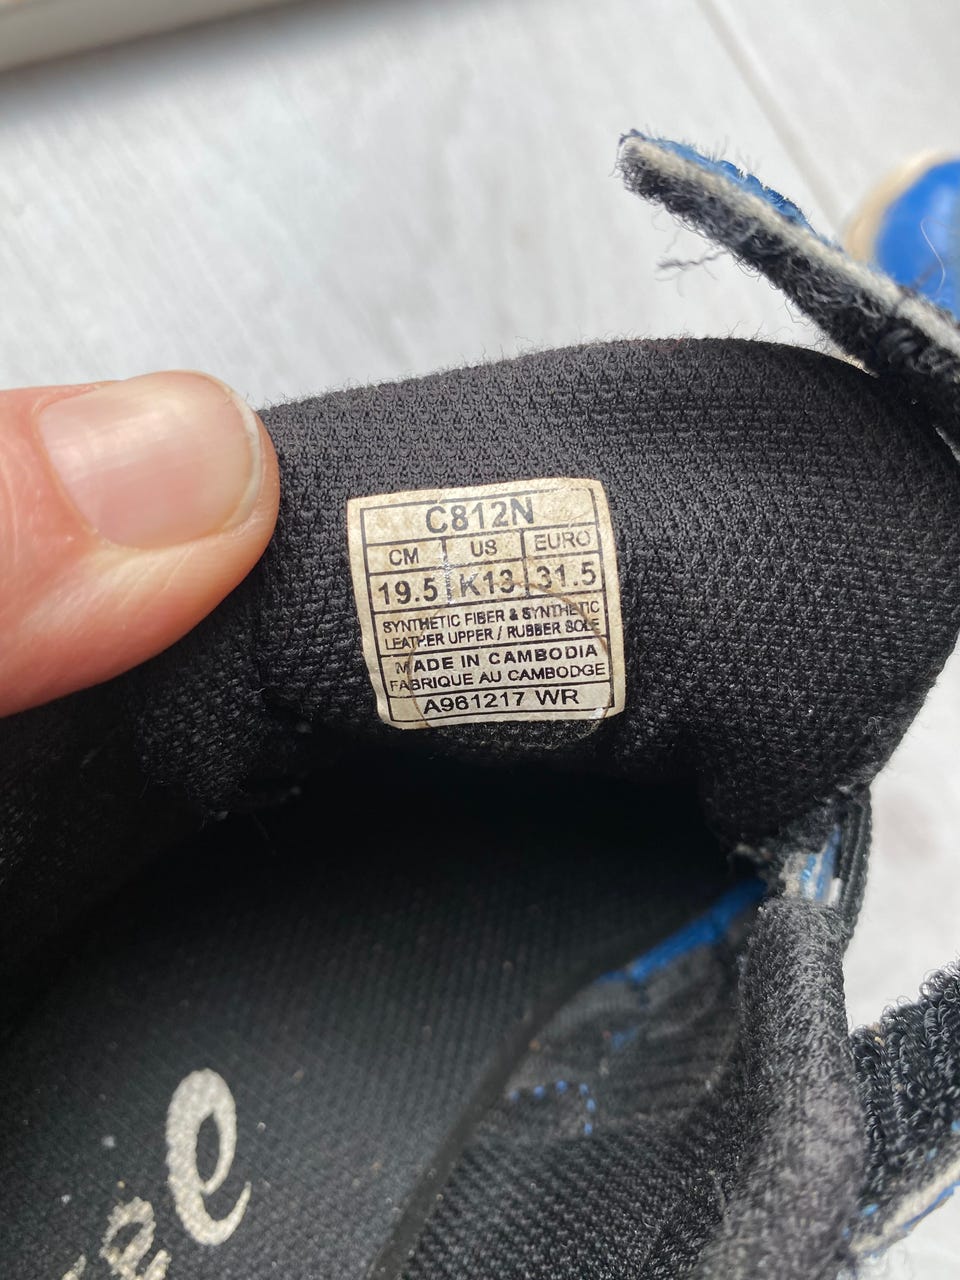 C812N
CM US EURO
19.5 K13 31.5
SYNTHETIC FIBER & SYNTHETIC
LEATHER UPPER / RUBBER SOLE
MADE IN CAMBODIA
FABRIQUE AU CAMBODGE
A961217 WR